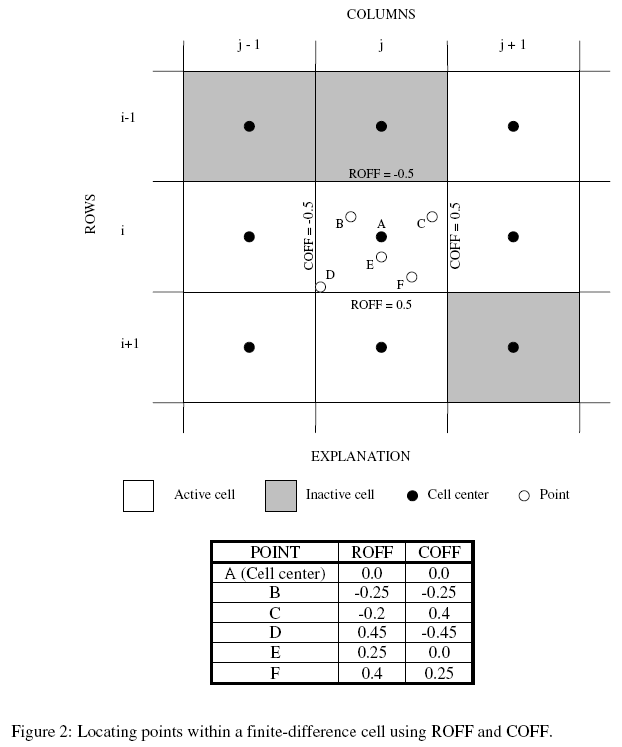 COLUMNS
j - 1 j j + 1
i-1
ROFF = -0.5
ROWS
i
COFF = -0.5
B A C
COFF = 0.5
E
D F
ROFF = 0.5
i+1
EXPLANATION
Active cell Inactive cell Cell center Point
POINT ROFF COFF
A (Cell center) 0.0 0.0
B -0.25 -0.25
C -0.2 0.4
D 0.45 -0.45
E 0.25 0.0
F 0.4 0.25
Figure 2: Locating points within a finite-difference cell using ROFF and COFF.